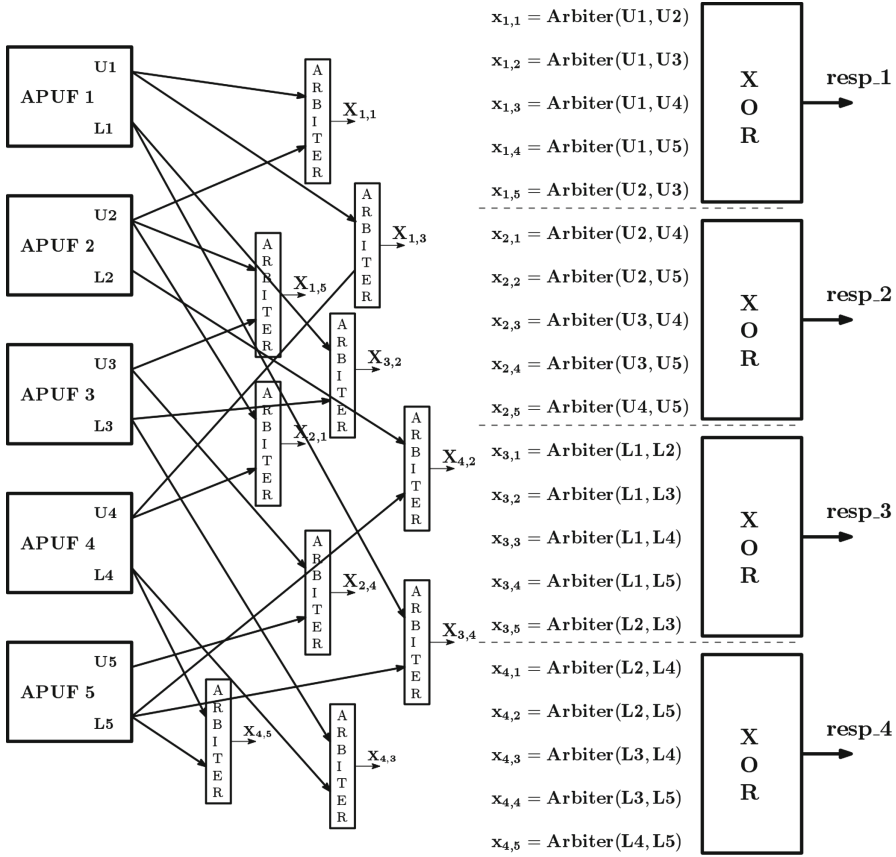 APUF 1
U1
L1
APUF 2
U2
L2
APUF 3
U3
L3
APUF 4
U4
L4
APUF 5
U5
L5
ARBITER
X1,1
ARBITER
X1,3
ARBITER
X1,5
ARBITER
X3,2
ARBITER
X2,1
ARBITER
X4,2
ARBITER
X2,4
ARBITER
X3,4
ARBITER
X4,5
ARBITER
X4,3
x1,1 = Arbiter(U1, U2)
x1,2 = Arbiter(U1, U3)
x1,3 = Arbiter(U1, U4)
x1,4 = Arbiter(U1, U5)
x1,5 = Arbiter(U2, U3)
XOR
resp_1
x2,1 = Arbiter(U2, U4)
x2,2 = Arbiter(U2, U5)
x2,3 = Arbiter(U3, U4)
x2,4 = Arbiter(U3, U5)
x2,5 = Arbiter(U4, U5)
XOR
resp_2
x3,1 = Arbiter(L1, L2)
x3,2 = Arbiter(L1, L3)
x3,3 = Arbiter(L1, L4)
x3,4 = Arbiter(L1, L5)
x3,5 = Arbiter(L2, L3)
XOR
resp_3
x4,1 = Arbiter(L2, L4)
x4,2 = Arbiter(L2, L5)
x4,3 = Arbiter(L3, L4)
x4,4 = Arbiter(L3, L5)
x4,5 = Arbiter(L4, L5)
XOR
resp_4